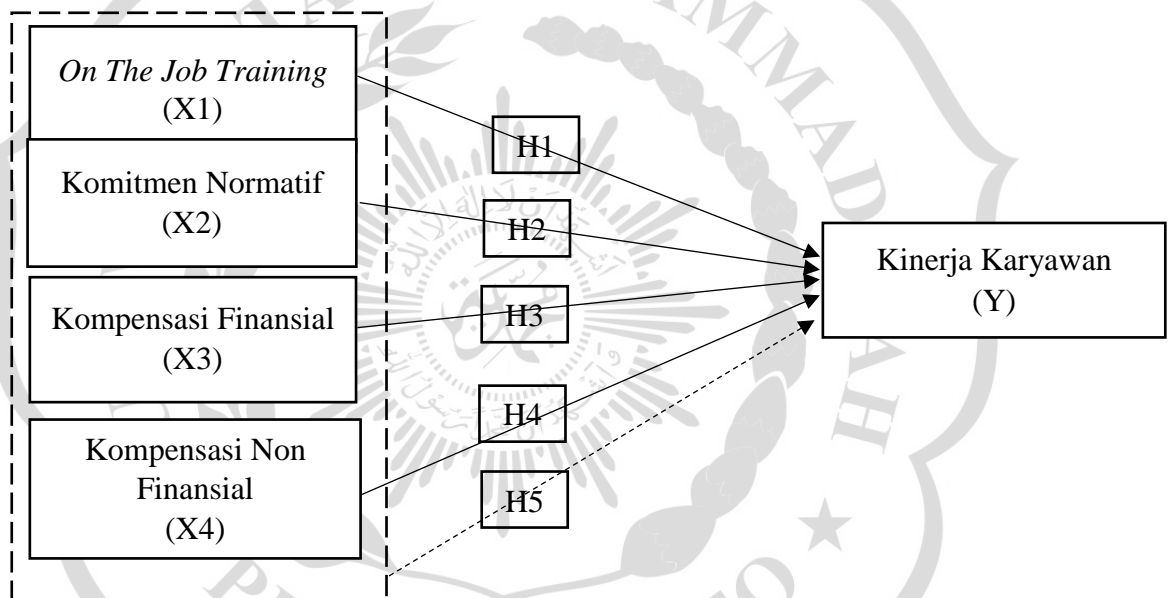 On The Job Training
(X1)
Komitmen Normatif
(X2)
Kompensasi Finansial
(X3)
Kompensasi Non
Finansial
(X4)
H1
H2
H3
H4
H5
Kinerja Karyawan
(Y)